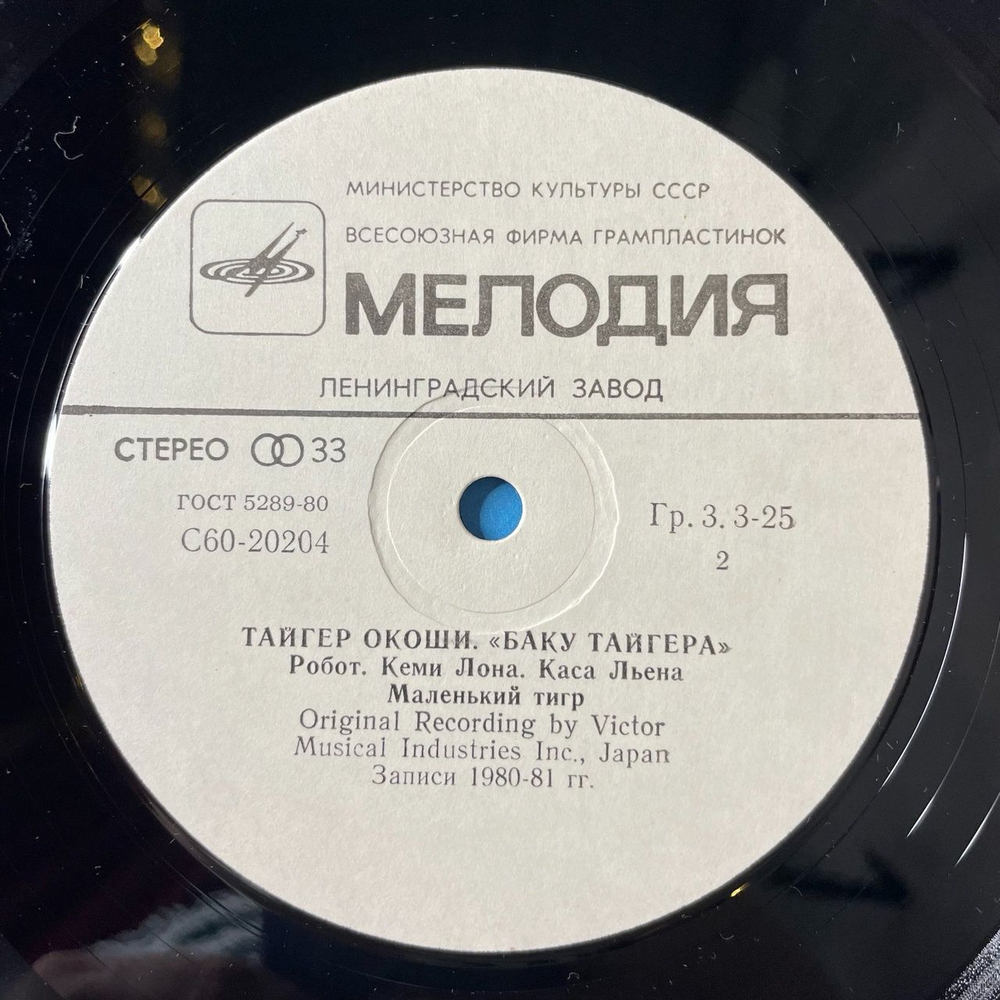 МИНИСТЕРСТВО КУЛЬТУРЫ СССР
ВСЕСОЮЗНАЯ ФИРМА ГРАМПЛАСТИНОК
МЕЛОДИЯ
ЛЕНИНГРАДСКИЙ ЗАВОД
СТЕРЕО 33
ГОСТ 5289-80
С60-20204
Гр. 3. 3-25
2
ТАЙГЕР ОКОШИ. «БАКУ ТАЙГЕРА»
Робот. Кеми Лона. Каса Льена
Маленький тигр
Original Recording by Victor
Musical Industries Inc., Japan
Записи 1980-81 гг.